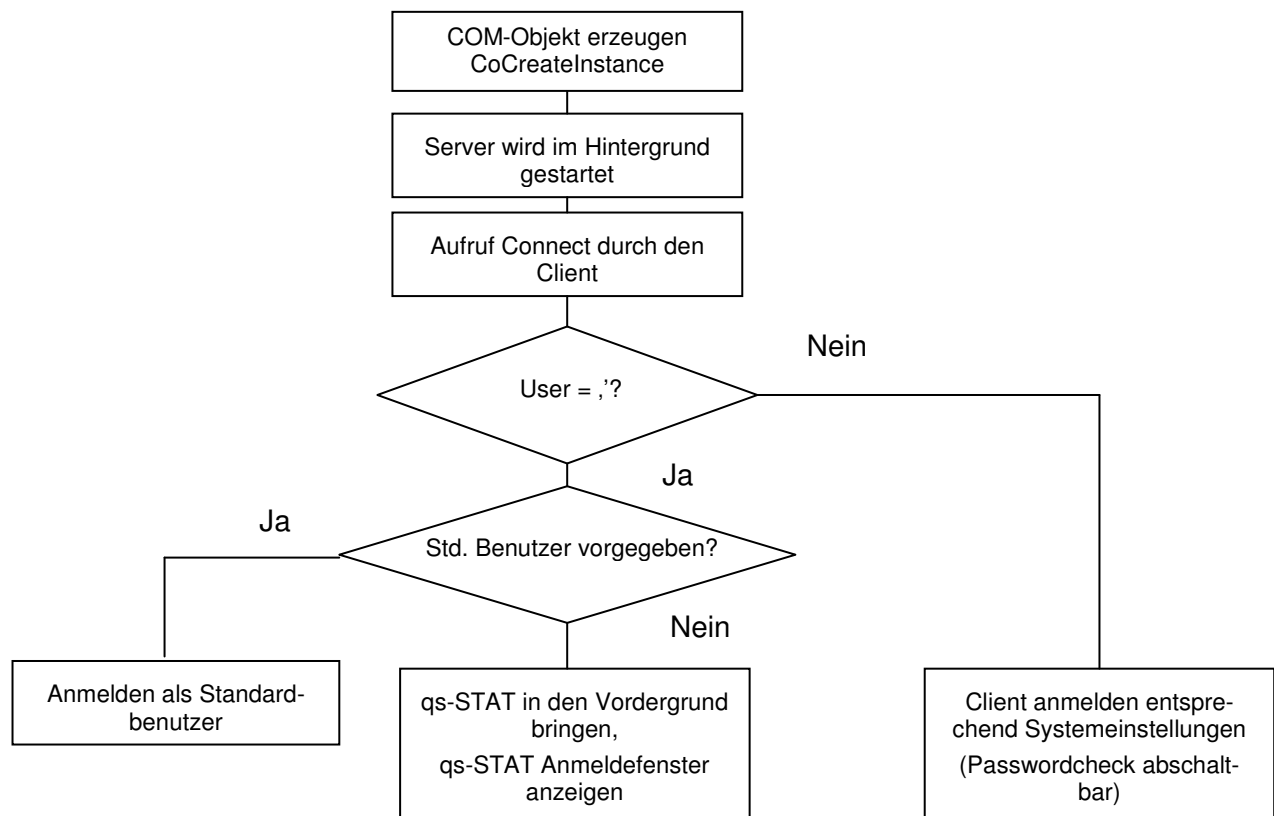 COM-Objekt erzeugen
CoCreateInstance
Server wird im Hintergrund
gestartet
Aufruf Connect durch den
Client
Nein
User = ,’?
Ja
Ja
Std. Benutzer vorgegeben?
Nein
Anmelden als Standard-
benutzer
qs-STAT in den Vordergrund
bringen,
qs-STAT Anmeldefenster
anzeigen
Client anmelden entspre-
chend Systemeinstellungen
(Passwordcheck abschalt-
bar)